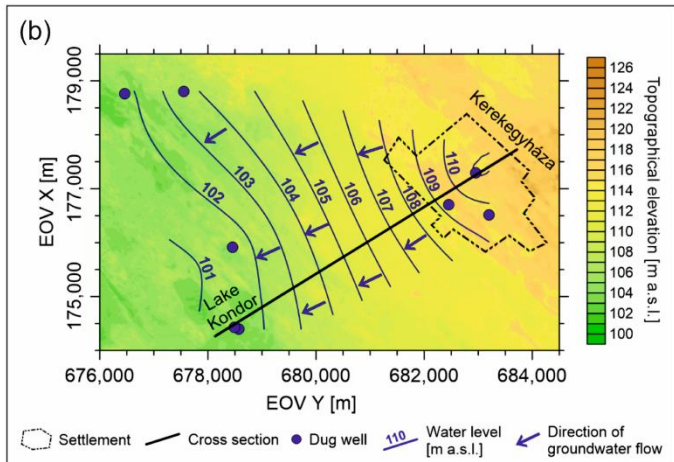 (b)
EOV X [m]
179,000
177,000
175,000
676,000 678,000 680,000 682,000 684,000
EOV Y [m]
101
102
103
104
105
106
107
108
109
110
Lake
Kondor
Kerekegyháza
126
124
122
120
118
116
114
112
110
108
106
104
102
100
Topographical elevation
[m a.s.l.]
Settlement
Cross section
Dug well
110
Water level
[m a.s.l.]
Direction of
groundwater flow